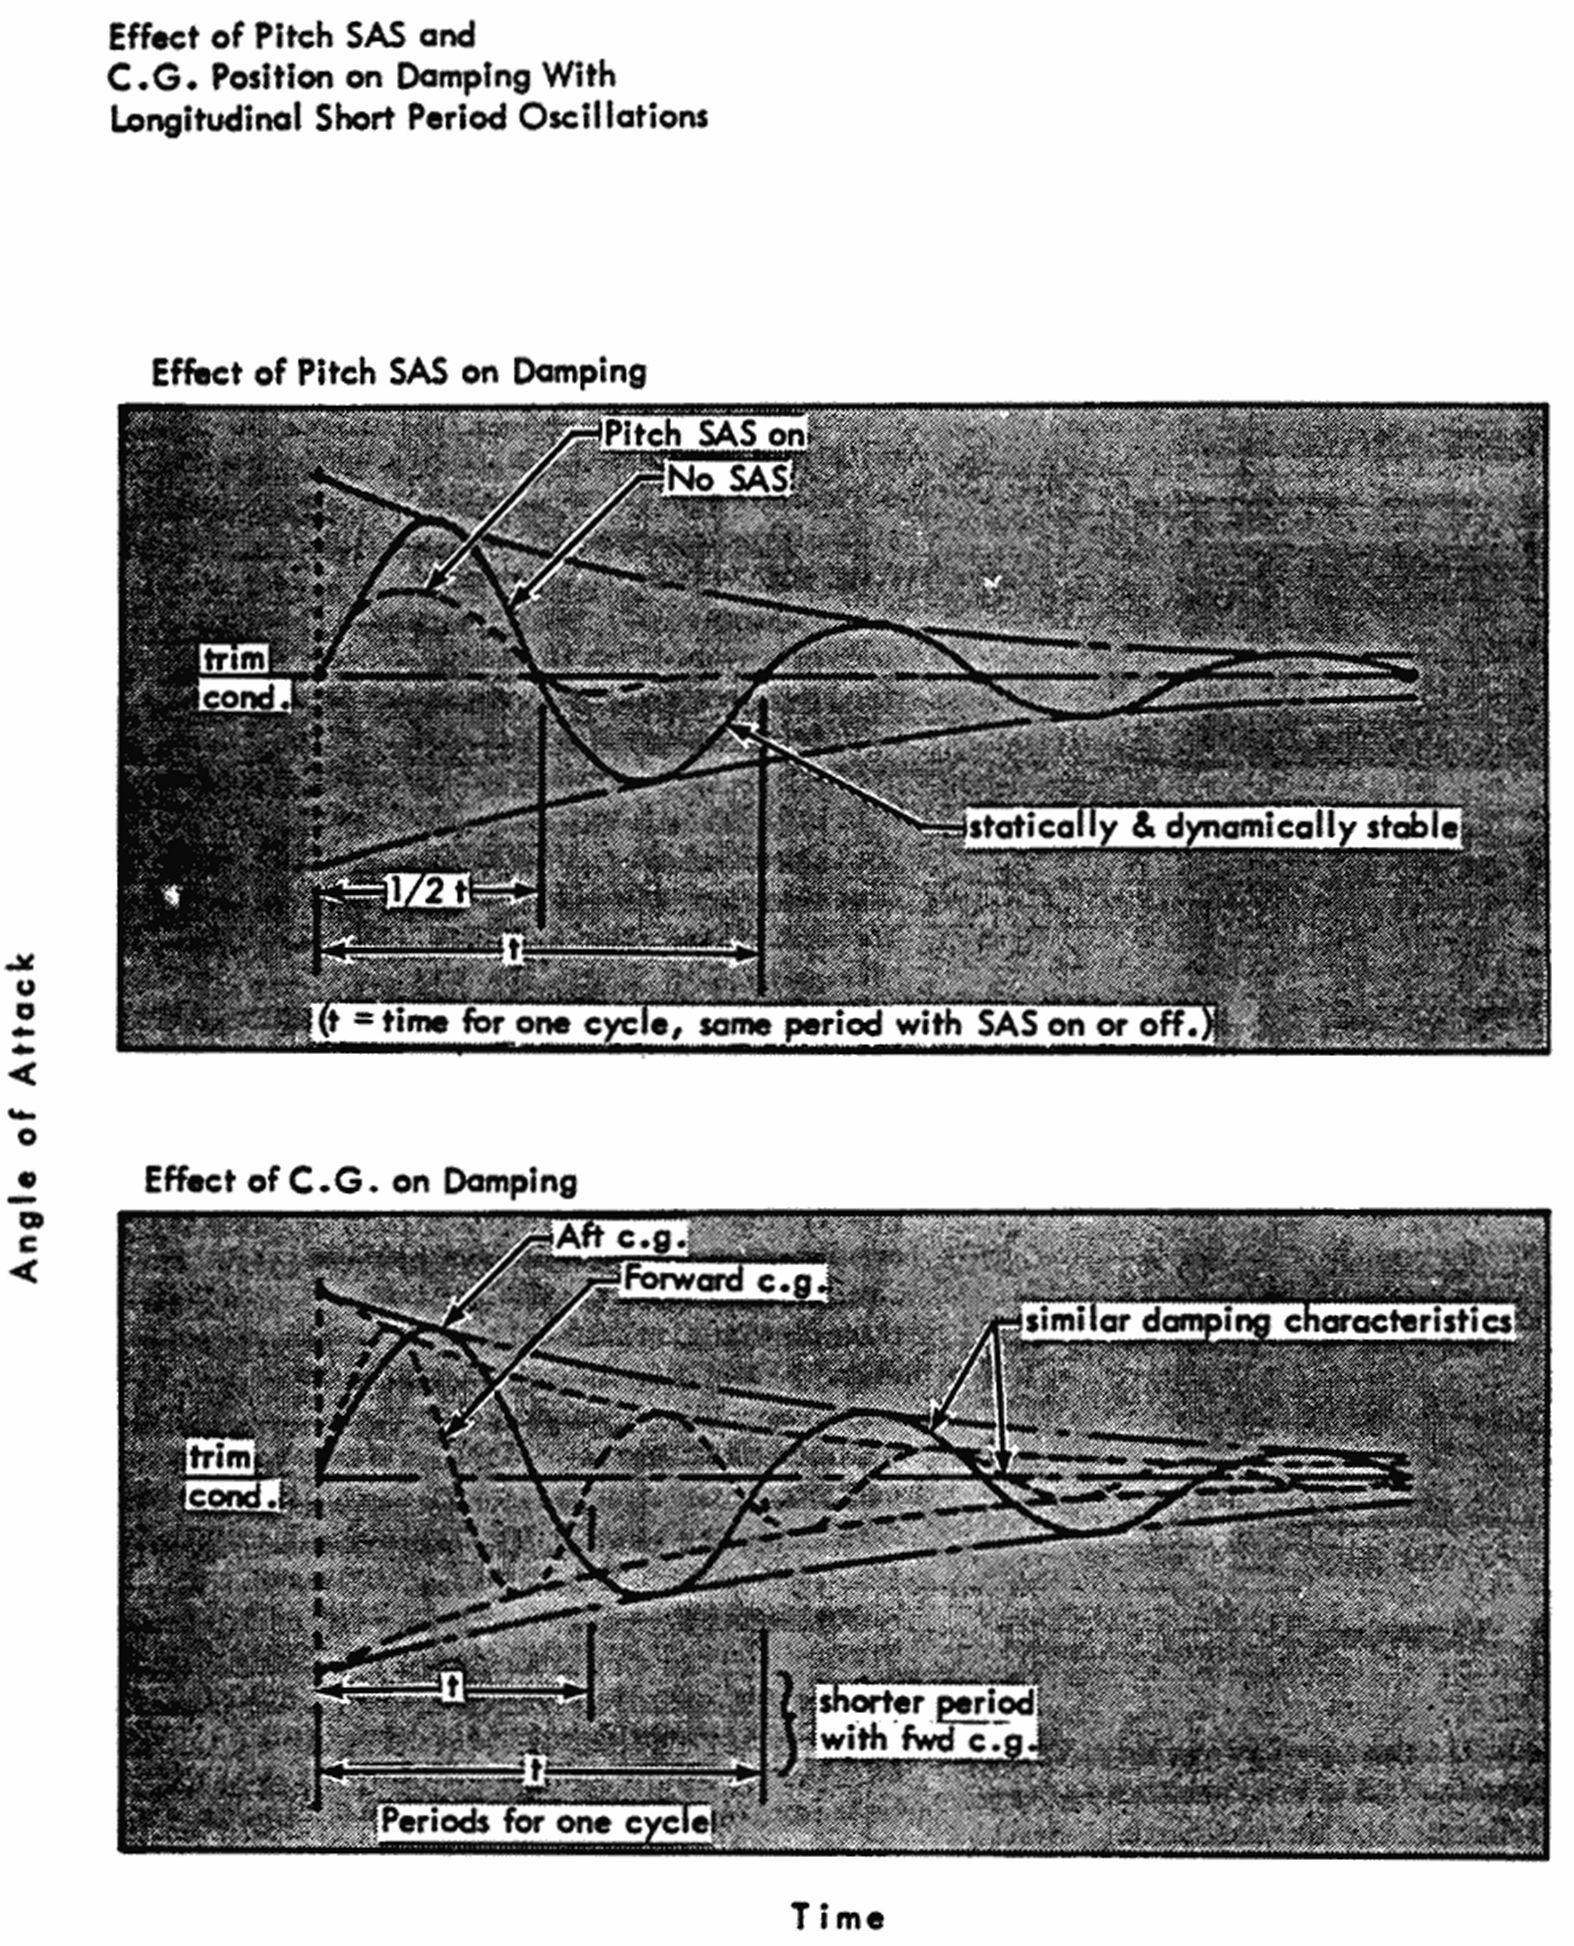 Effect of Pitch SAS and
C.G. Position on Damping With
Longitudinal Short Period Oscillations
Effect of Pitch SAS on Damping
Pitch SAS on
No SAS
trim
cond.
statically & dynamically stable
1/2 t
t
(t = time for one cycle, same period with SAS on or off.)
Angle of Attack
Effect of C.G. on Damping
Aft c.g.
Forward c.g.
similar damping characteristics
trim
cond.
t
shorter period
with fwd c.g.
t
Periods for one cycle
Time